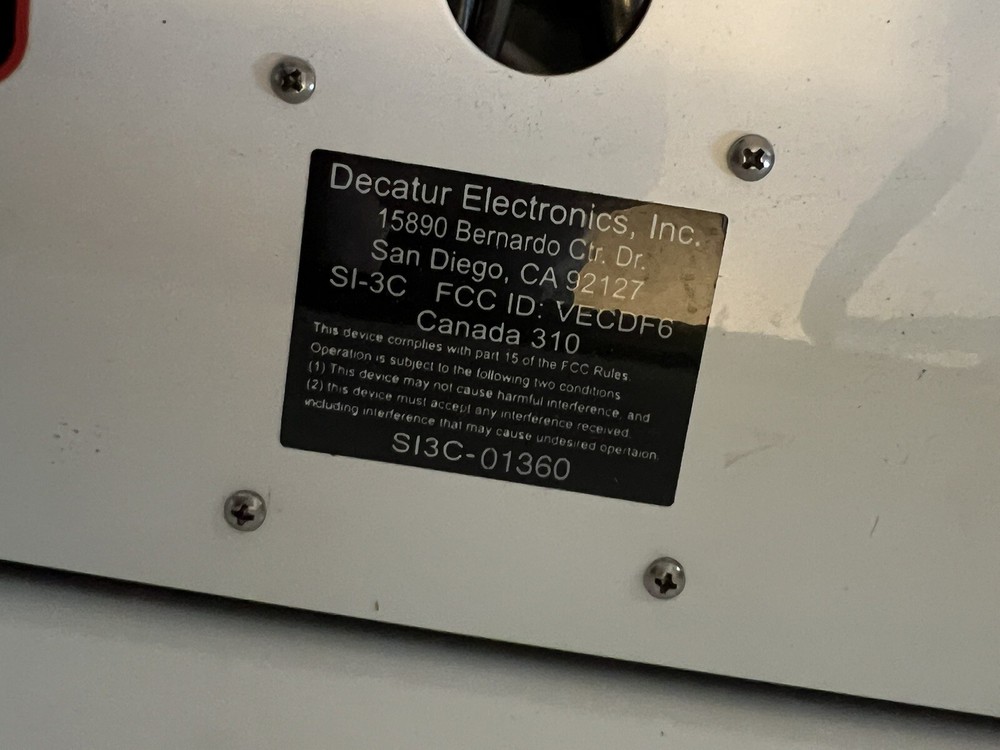 Decatur Electronics, Inc.
15890 Bernardo Ctr. Dr.
San Diego, CA 92127
SI-3C FCC ID: VECDF6
Canada 310
This device complies with part 15 of the FCC Rules.
Operation is subject to the following two conditions
(1) This device may not cause harmful interference, and
(2) this device must accept any interference received,
including interference that may cause undesired opertaion.
SI3C-01360